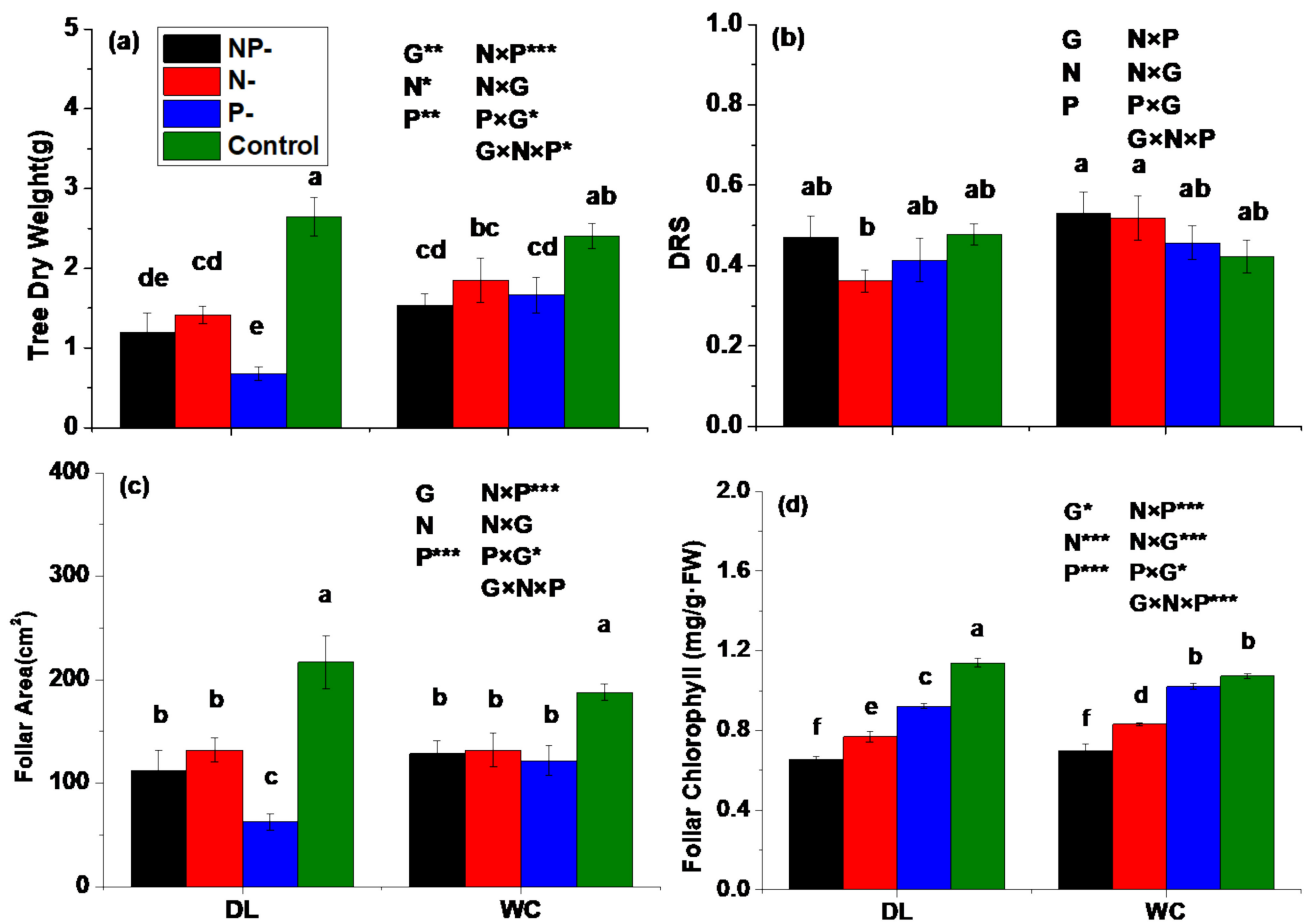 (a)
NP-
N-
P-
Control
G** N×P***
N* N×G
P** P×G*
G×N×P*
Tree Dry Weight(g)
5
4
3
2
1
0
de cd e a
cd bc cd ab
(b)
G N×P
N N×G
P P×G
G×N×P
DRS
1.0
0.8
0.6
0.4
0.2
0.0
ab b ab ab
a a ab ab
(c)
G N×P***
N N×G
P*** P×G*
G×N×P
Follar Area(cm²)
400
300
200
100
0
b b c a
b b b a
DL WC
(d)
G* N×P***
N*** N×G***
P*** P×G*
G×N×P***
Follar Chlorophyll (mg/g·FW)
2.0
1.6
1.2
0.8
0.4
0.0
f e c a
f d b b
DL WC